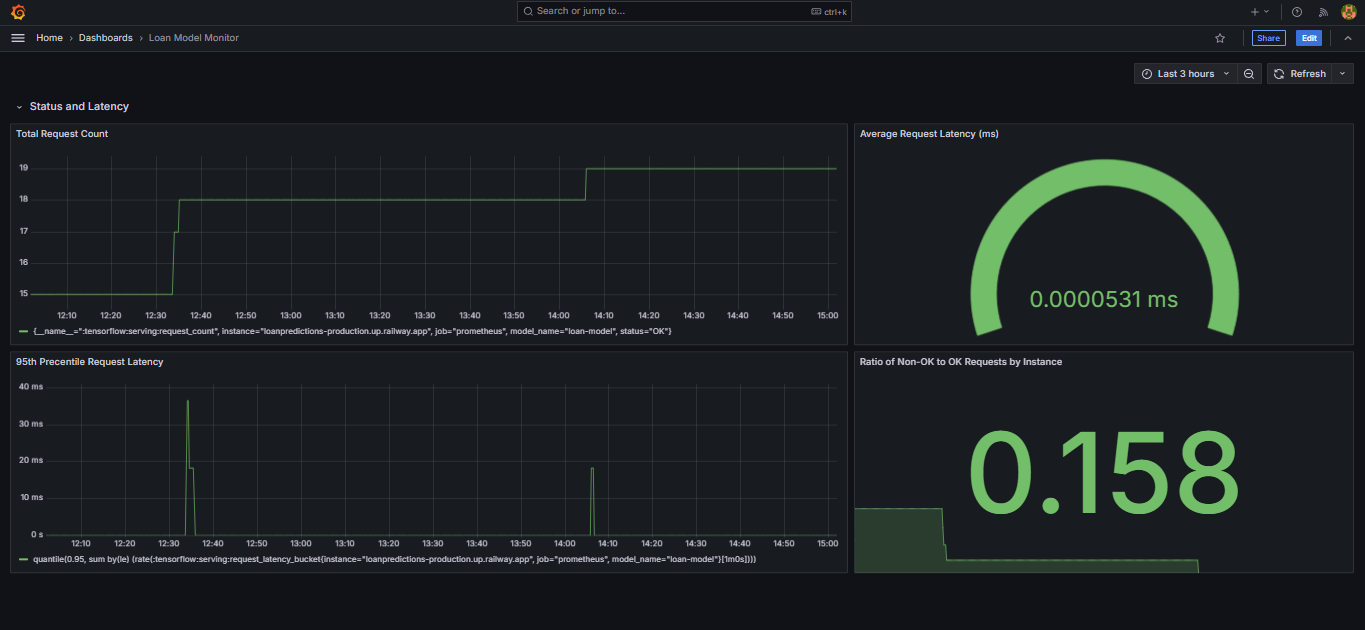 Search or jump to...
ctrl+k
Home › Dashboards › Loan Model Monitor
Share
Edit
Last 3 hours
Refresh
Status and Latency
Total Request Count
19
18
17
16
15
12:10 12:20 12:30 12:40 12:50 13:00 13:10 13:20 13:30 13:40 13:50 14:00 14:10 14:20 14:30 14:40 14:50 15:00
{__name__=":tensorflow:serving:request_count", instance="loanpredictions-production.up.railway.app", job="prometheus", model_name="loan-model", status="OK"}
Average Request Latency (ms)
0.0000531 ms
95th Precentile Request Latency
40 ms
30 ms
20 ms
10 ms
0 s
12:10 12:20 12:30 12:40 12:50 13:00 13:10 13:20 13:30 13:40 13:50 14:00 14:10 14:20 14:30 14:40 14:50 15:00
quantile(0.95, sum by(le) (rate(:tensorflow:serving:request_latency_bucket{instance="loanpredictions-production.up.railway.app", job="prometheus", model_name="loan-model"}[1m0s])))
Ratio of Non-OK to OK Requests by Instance
0.158